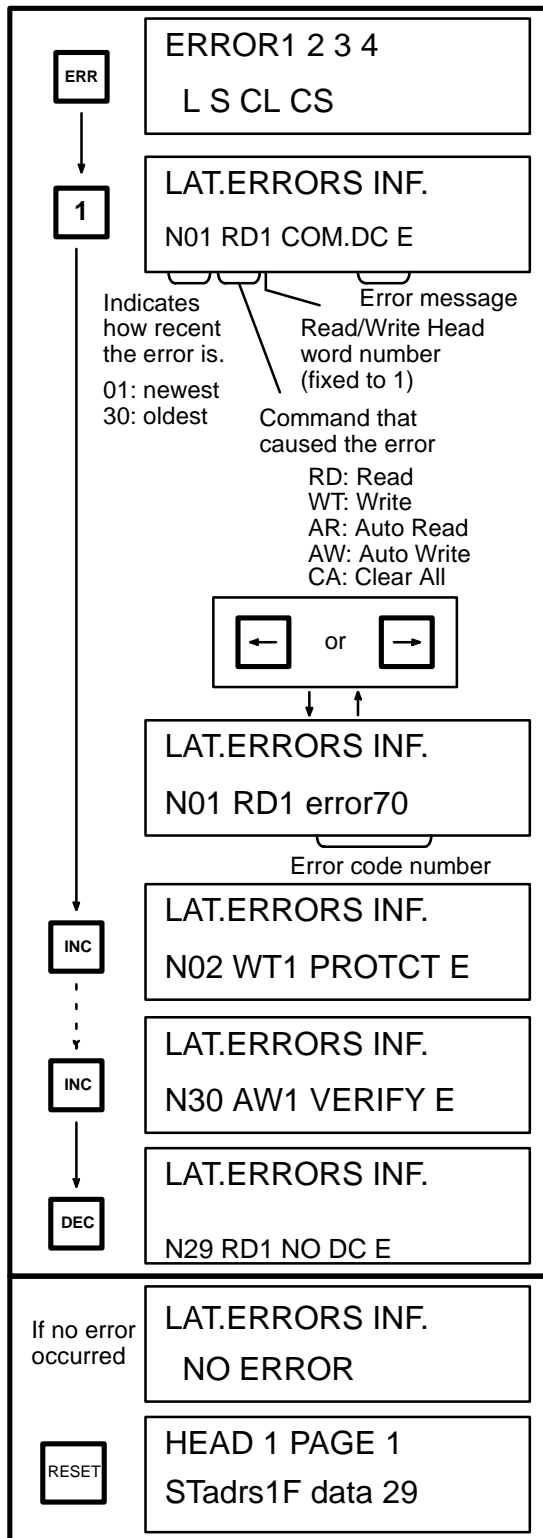 ERR
ERROR1 2 3 4
L S CL CS
1
LAT.ERRORS INF.
N01 RD1 COM.DC E
Indicates
how recent
the error is.
01: newest
30: oldest
Error message
Read/Write Head
word number
(fixed to 1)
Command that
caused the error
RD: Read
WT: Write
AR: Auto Read
AW: Auto Write
CA: Clear All
← or →
LAT.ERRORS INF.
N01 RD1 error70
Error code number
INC
LAT.ERRORS INF.
N02 WT1 PROTCT E
INC
LAT.ERRORS INF.
N30 AW1 VERIFY E
DEC
LAT.ERRORS INF.
N29 RD1 NO DC E
If no error
occurred
LAT.ERRORS INF.
NO ERROR
RESET
HEAD 1 PAGE 1
STadrs1F data 29